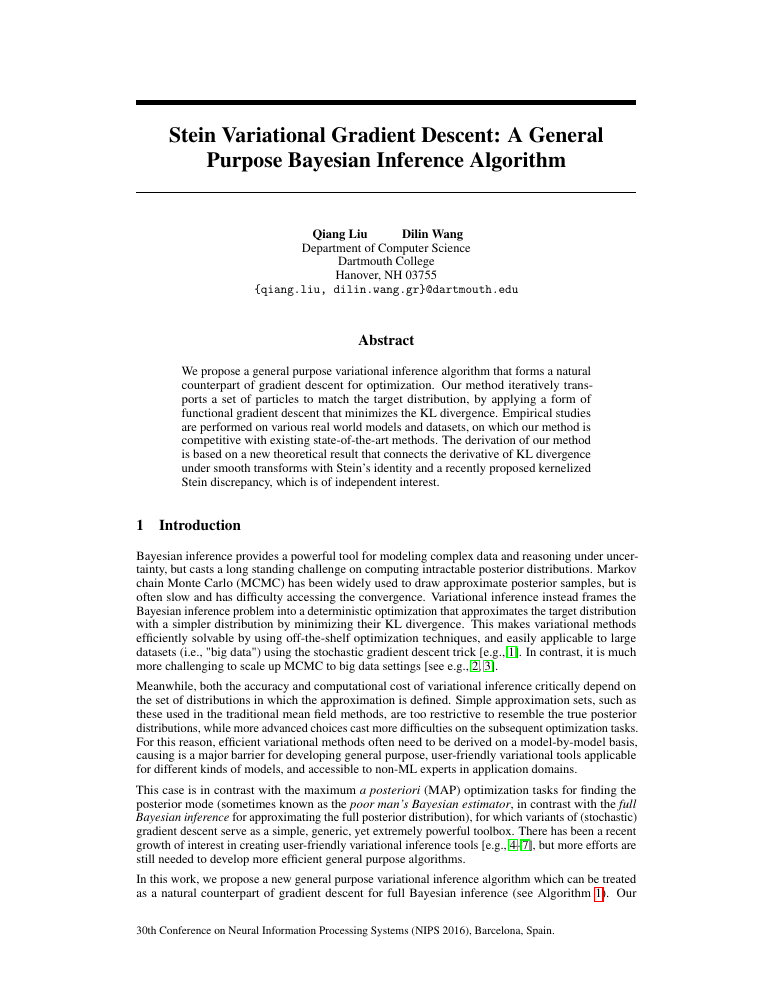 Stein Variational Gradient Descent: A General
Purpose Bayesian Inference Algorithm
Qiang Liu Dilin Wang
Department of Computer Science
Dartmouth College
Hanover, NH 03755
{qiang.liu, dilin.wang.gr}@dartmouth.edu
Abstract
We propose a general purpose variational inference algorithm that forms a natural
counterpart of gradient descent for optimization. Our method iteratively trans-
ports a set of particles to match the target distribution, by applying a form of
functional gradient descent that minimizes the KL divergence. Empirical studies
are performed on various real world models and datasets, on which our method is
competitive with existing state-of-the-art methods. The derivation of our method
is based on a new theoretical result that connects the derivative of KL divergence
under smooth transforms with Stein's identity and a recently proposed kernelized
Stein discrepancy, which is of independent interest.
1 Introduction
Bayesian inference provides a powerful tool for modeling complex data and reasoning under uncer-
tainty, but casts a long standing challenge on computing intractable posterior distributions. Markov
chain Monte Carlo (MCMC) has been widely used to draw approximate posterior samples, but is
often slow and has difficulty accessing the convergence. Variational inference instead frames the
Bayesian inference problem into a deterministic optimization that approximates the target distribution
with a simpler distribution by minimizing their KL divergence. This makes variational methods
efficiently solvable by using off-the-shelf optimization techniques, and easily applicable to large
datasets (i.e., "big data") using the stochastic gradient descent trick [e.g., 1]. In contrast, it is much
more challenging to scale up MCMC to big data settings [see e.g., 2, 3].
Meanwhile, both the accuracy and computational cost of variational inference critically depend on
the set of distributions in which the approximation is defined. Simple approximation sets, such as
these used in the traditional mean field methods, are too restrictive to resemble the true posterior
distributions, while more advanced choices cast more difficulties on the subsequent optimization tasks.
For this reason, efficient variational methods often need to be derived on a model-by-model basis,
causing is a major barrier for developing general purpose, user-friendly variational tools applicable
for different kinds of models, and accessible to non-ML experts in application domains.
This case is in contrast with the maximum a posteriori (MAP) optimization tasks for finding the
posterior mode (sometimes known as the poor man's Bayesian estimator, in contrast with the full
Bayesian inference for approximating the full posterior distribution), for which variants of (stochastic)
gradient descent serve as a simple, generic, yet extremely powerful toolbox. There has been a recent
growth of interest in creating user-friendly variational inference tools [e.g., 4–7], but more efforts are
still needed to develop more efficient general purpose algorithms.
In this work, we propose a new general purpose variational inference algorithm which can be treated
as a natural counterpart of gradient descent for full Bayesian inference (see Algorithm 1). Our
30th Conference on Neural Information Processing Systems (NIPS 2016), Barcelona, Spain.